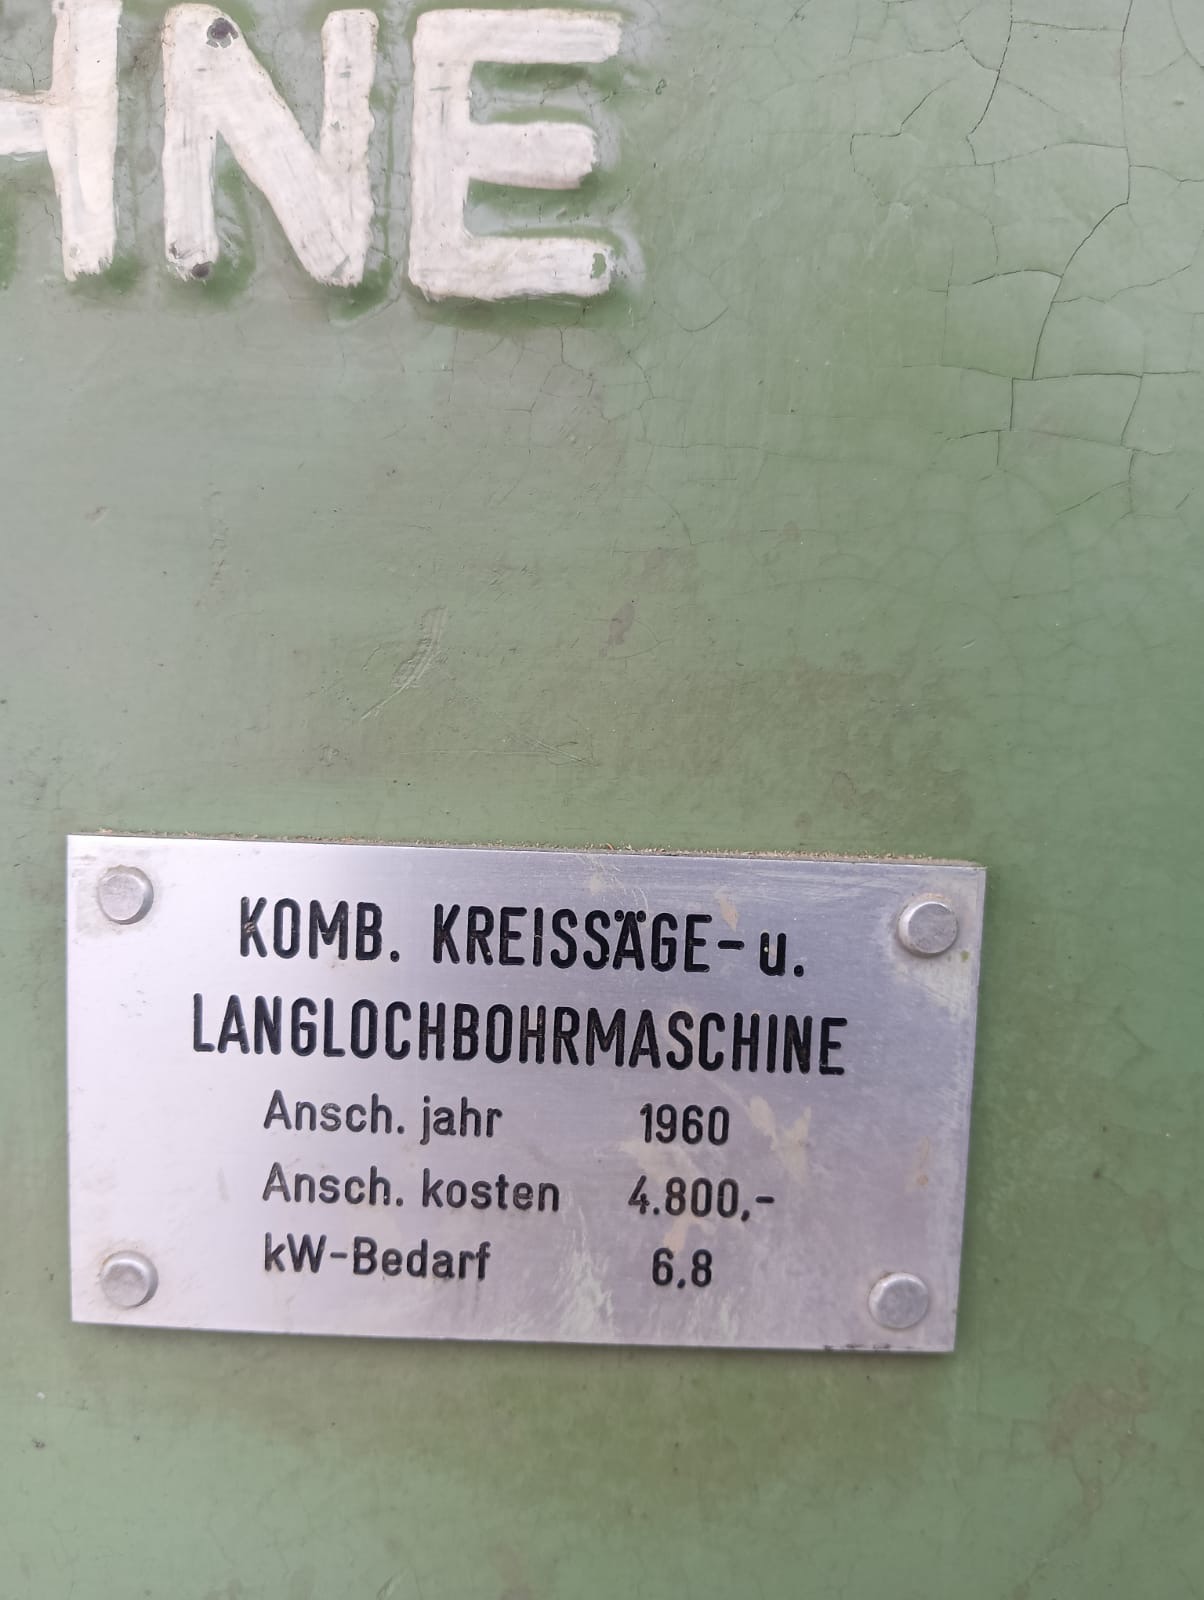 HNE
KOMB. KREISSÄGE- u.
LANGLOCHBOHRMASCHINE
Ansch. jahr 1960
Ansch. kosten 4.800,-
kW-Bedarf 6,8